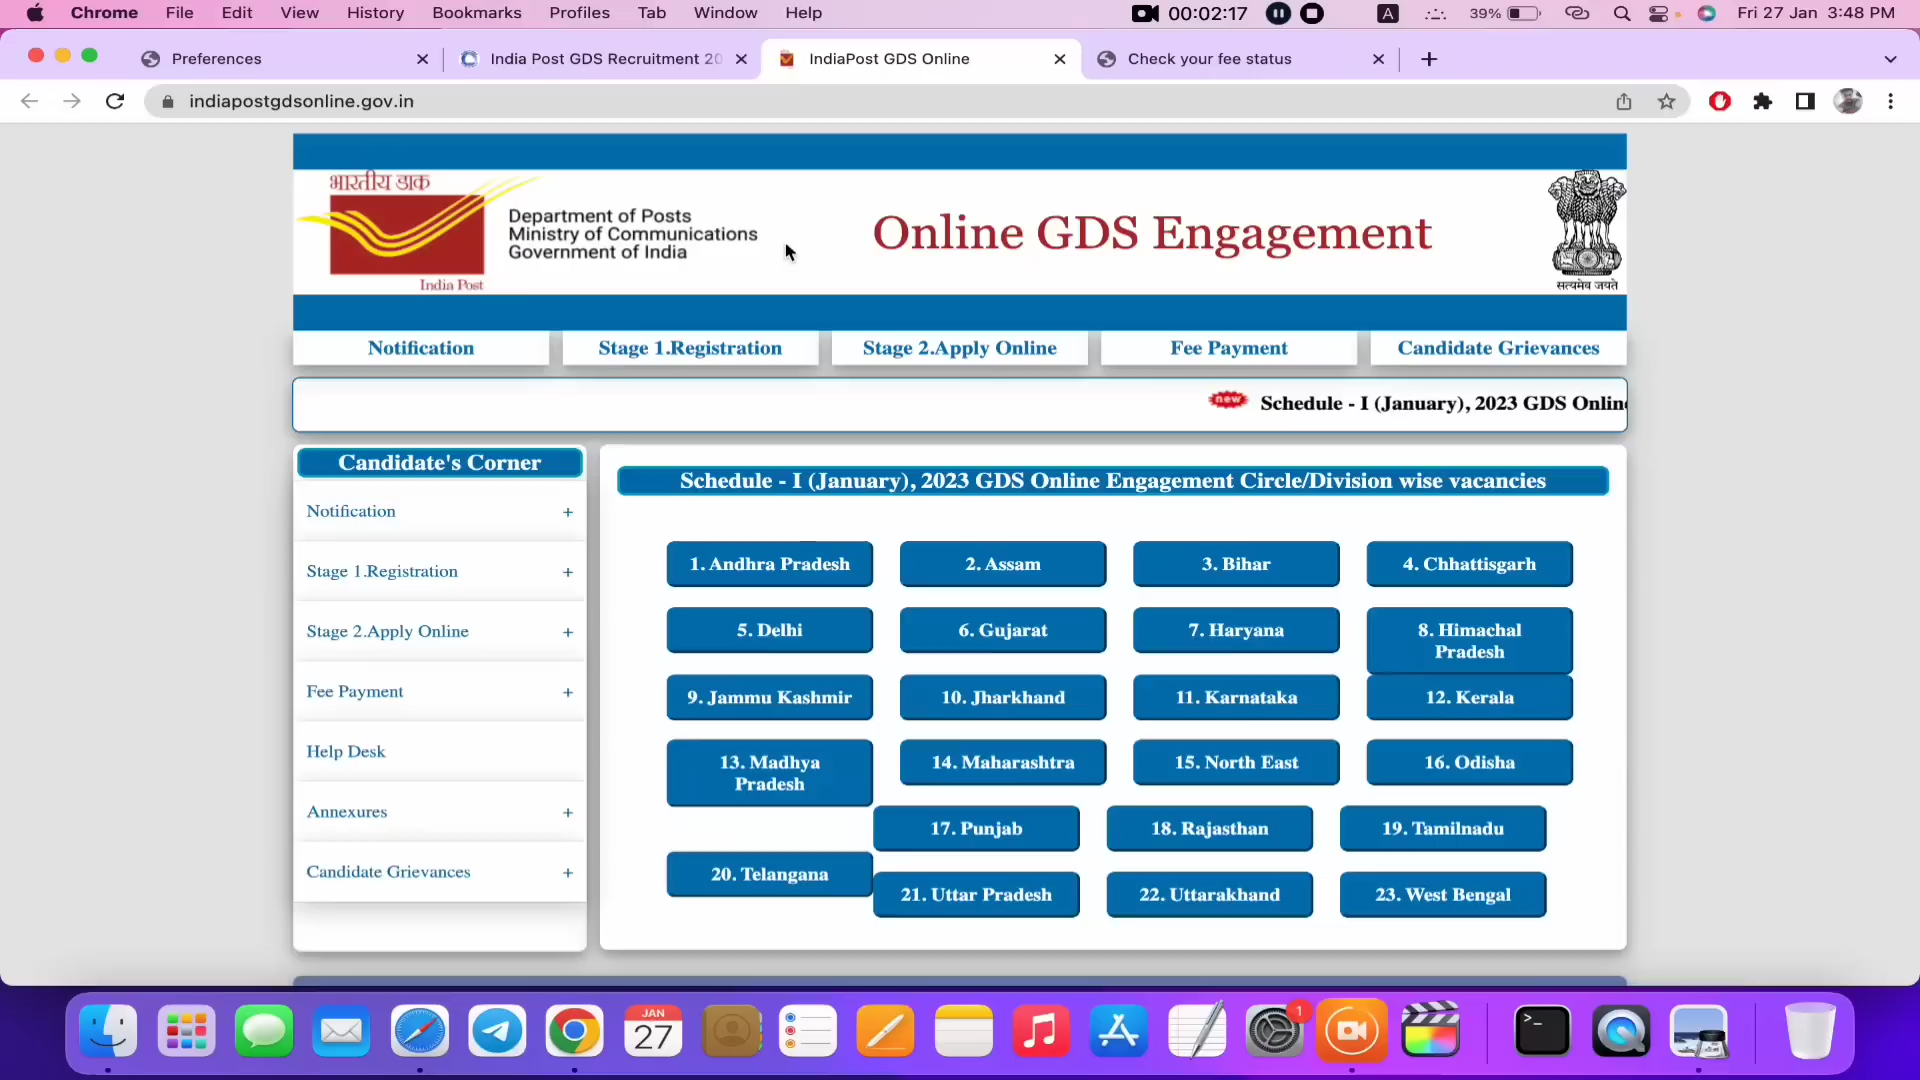 Chrome File Edit View History Bookmarks Profiles Tab Window Help 00:02:17 A 39% Fri 27 Jan 3:48 PM
Preferences India Post GDS Recruitment 20 IndiaPost GDS Online Check your fee status
indiapostgdsonline.gov.in
भारतीय डाक
Department of Posts
Ministry of Communications
Government of India
India Post
Online GDS Engagement
सत्यमेव जयते
Notification Stage 1.Registration Stage 2.Apply Online Fee Payment Candidate Grievances
new Schedule - I (January), 2023 GDS Onlin
Candidate's Corner
Notification +
Stage 1.Registration +
Stage 2.Apply Online +
Fee Payment +
Help Desk
Annexures +
Candidate Grievances +
Schedule - I (January), 2023 GDS Online Engagement Circle/Division wise vacancies
1. Andhra Pradesh 2. Assam 3. Bihar 4. Chhattisgarh
5. Delhi 6. Gujarat 7. Haryana 8. Himachal
Pradesh
9. Jammu Kashmir 10. Jharkhand 11. Karnataka 12. Kerala
13. Madhya
Pradesh
14. Maharashtra 15. North East 16. Odisha
17. Punjab 18. Rajasthan 19. Tamilnadu
20. Telangana
21. Uttar Pradesh 22. Uttarakhand 23. West Bengal
JAN
27
1
>_